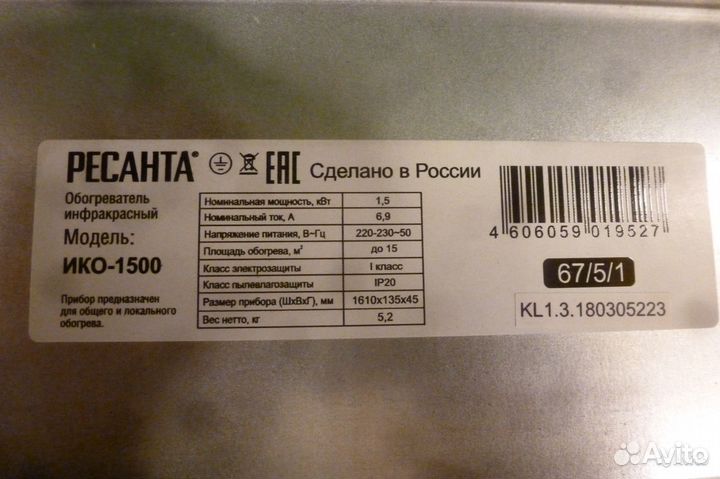 РЕСАНТА® EAC Сделано в России
Обогреватель
инфракрасный
Модель:
ИКО-1500
Прибор предназначен
для общего и локального
обогрева.
Номинальная мощность, кВт 1,5
Номинальный ток, А 6,9
Напряжение питания, В~Гц 220-230~50
Площадь обогрева, м² до 15
Класс электрозащиты I класс
Класс пылевлагозащиты IP20
Размер прибора (ШхВхГ), мм 1610х135х45
Вес нетто, кг 5,2
4 606059 019527
67/5/1
KL1.3.180305223
Avito